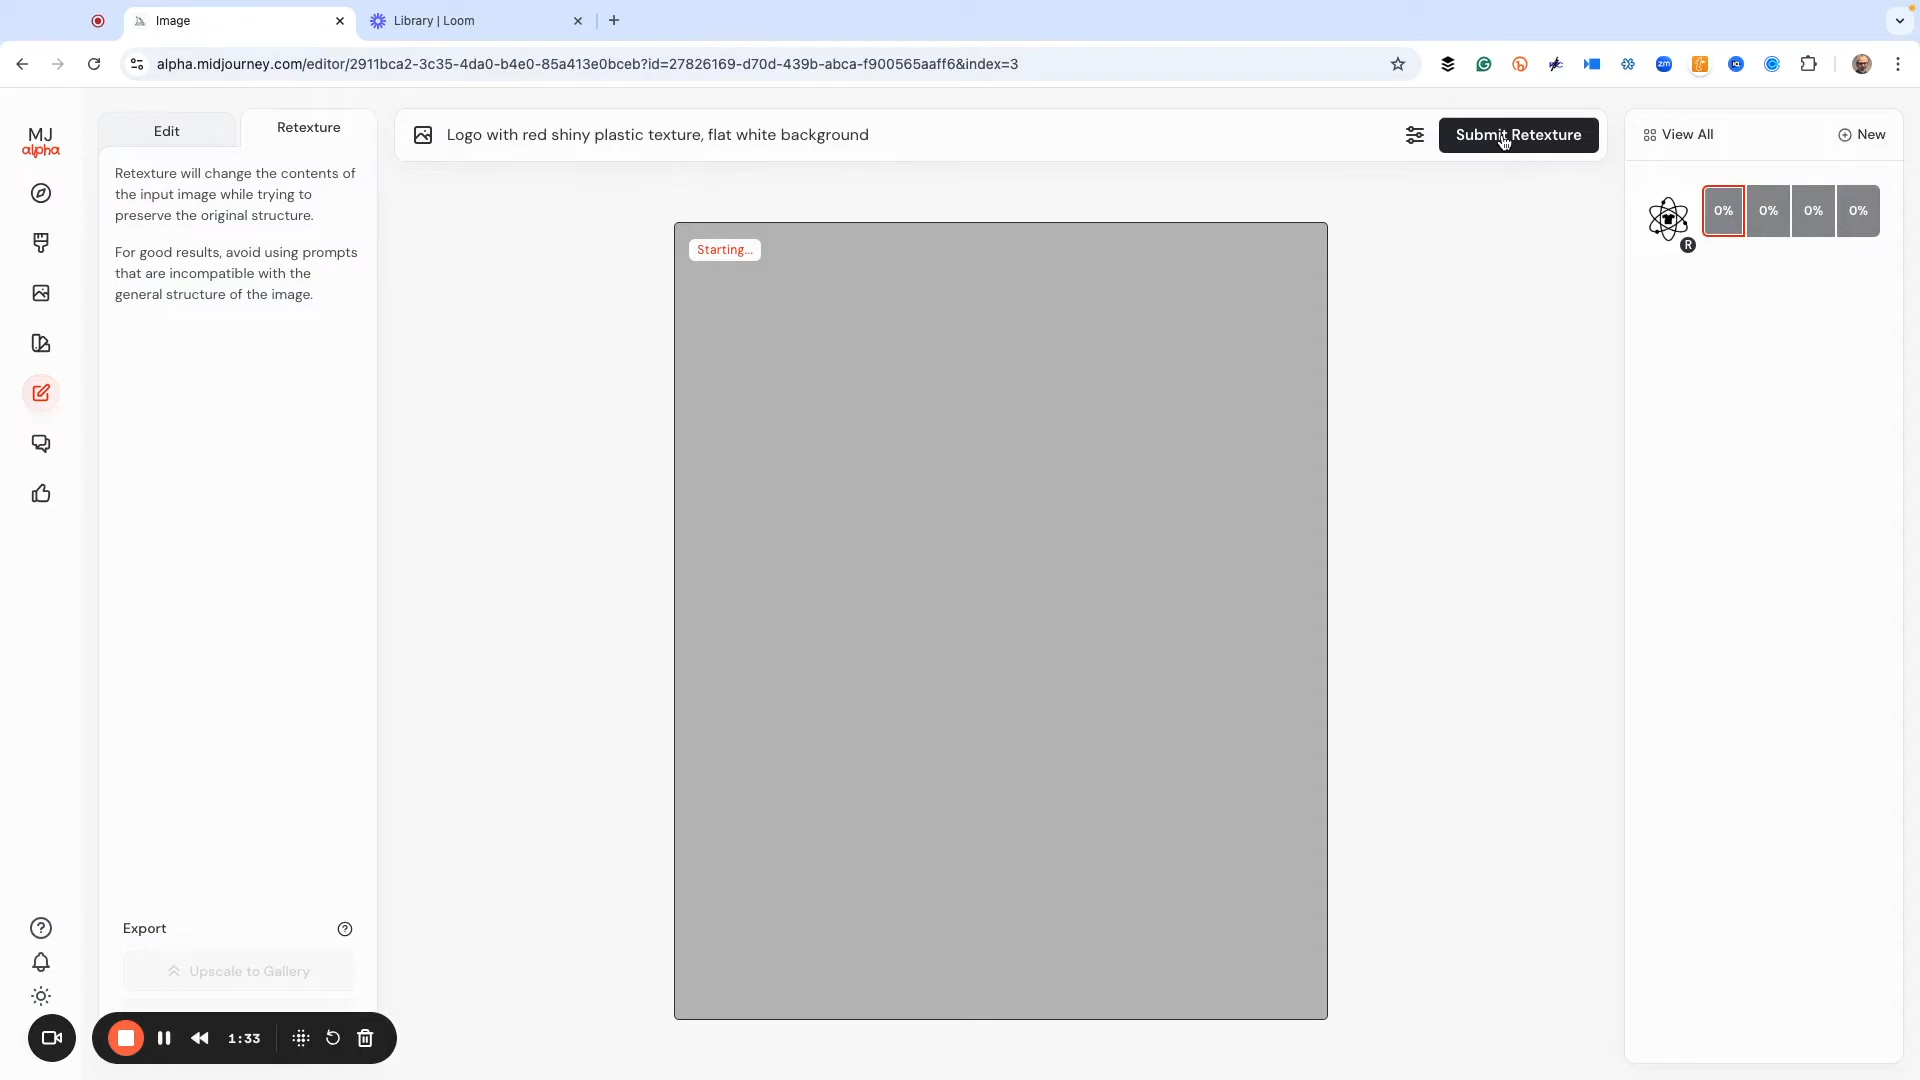 Image
Library | Loom
alpha.midjourney.com/editor/2911bca2-3c35-4da0-b4e0-85a413e0bceb?id=27826169-d70d-439b-abca-f900565aaff6&index=3
zm
MJ
alpha
Edit
Retexture
Logo with red shiny plastic texture, flat white background
Submit Retexture
View All
New
Retexture will change the contents of
the input image while trying to
preserve the original structure.
For good results, avoid using prompts
that are incompatible with the
general structure of the image.
Starting...
0%
0%
0%
0%
R
Export
Upscale to Gallery
1:33